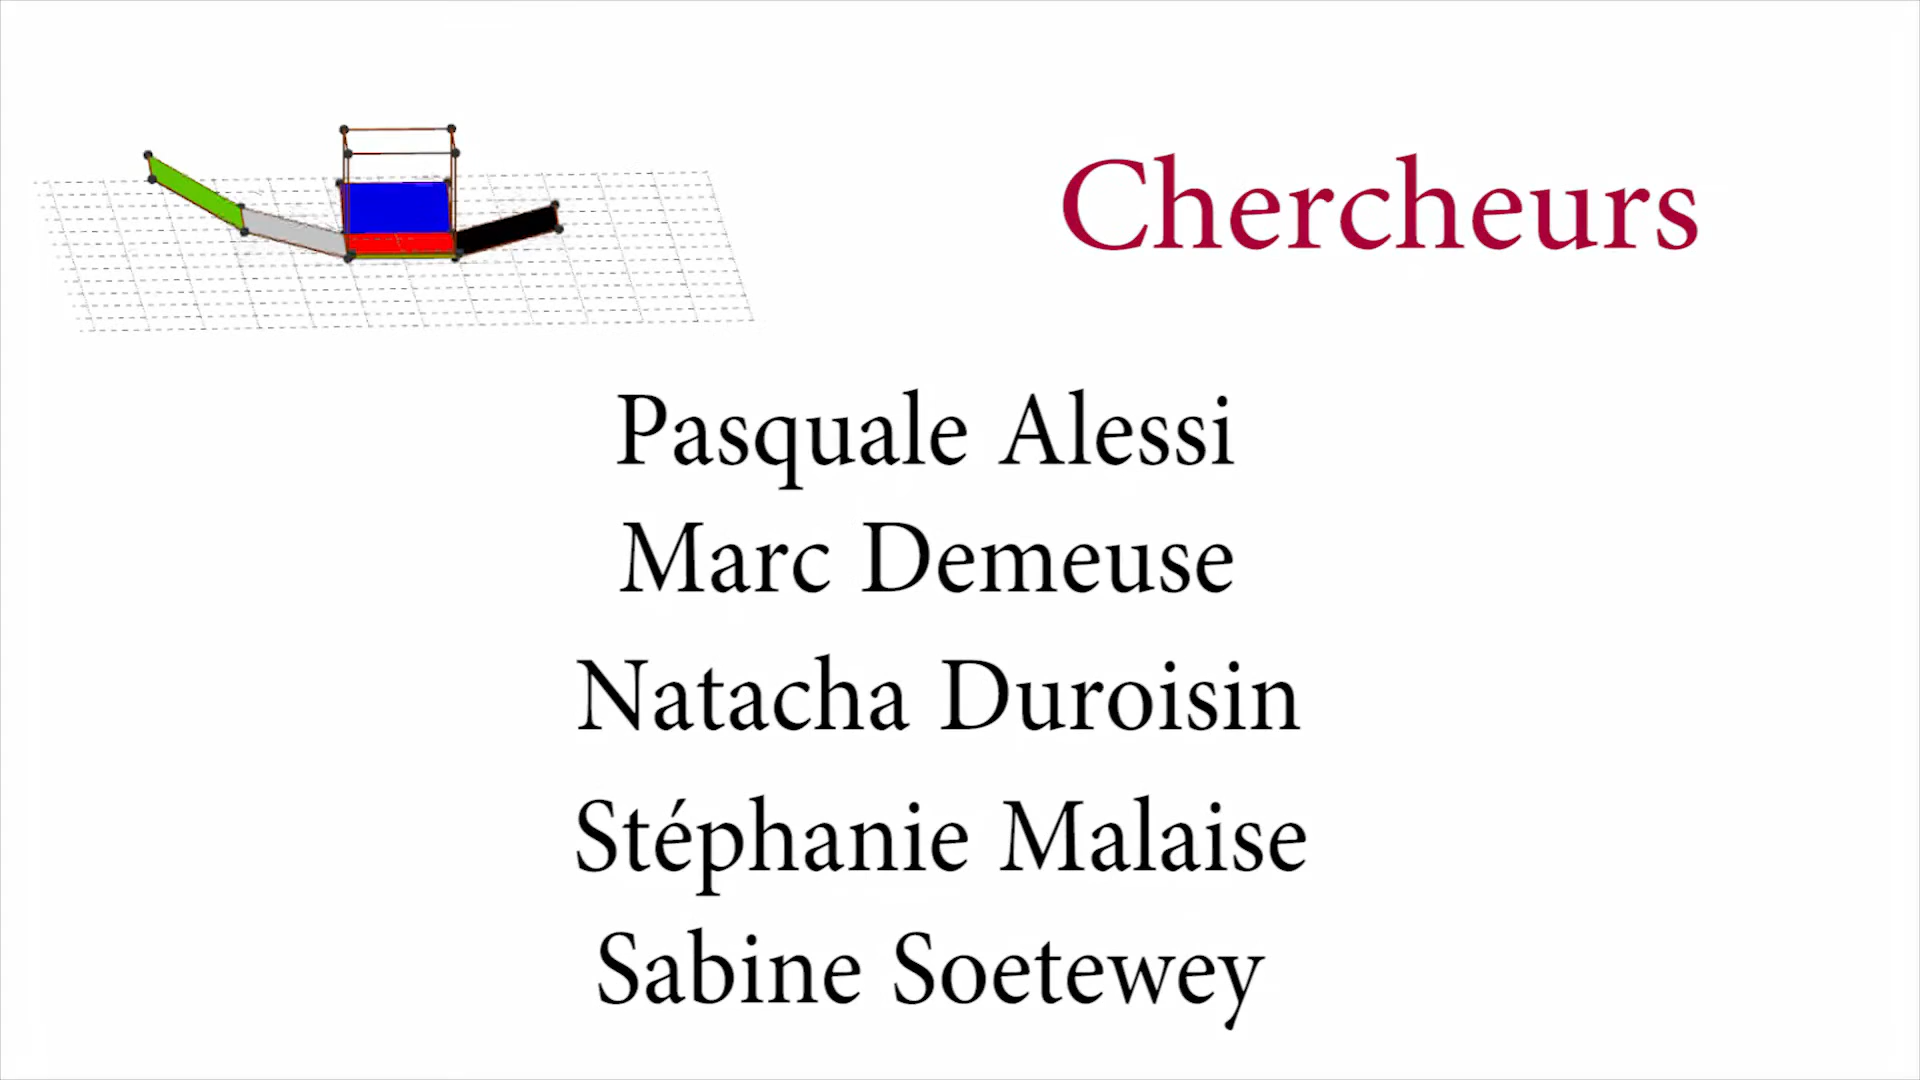 Chercheurs
Pasquale Alessi
Marc Demeuse
Natacha Duroisin
Stéphanie Malaise
Sabine Soetewey